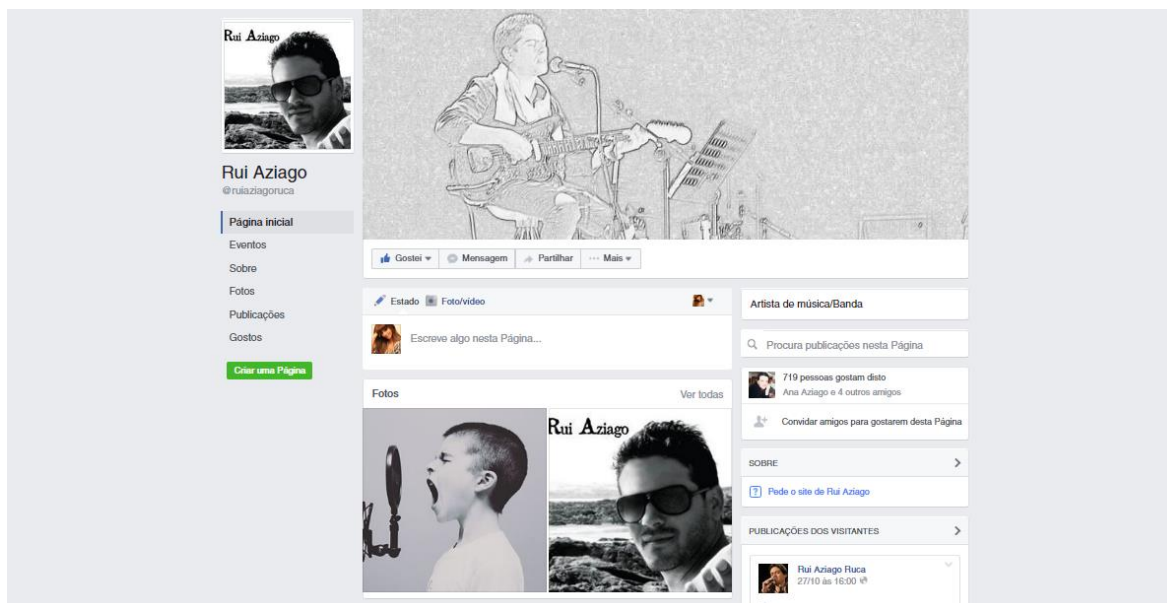 Rui Aziago
Rui Aziago
@ruiaziagoruca
Página inicial
Eventos
Sobre
Fotos
Publicações
Gostos
Criar uma Página
Gostei
Mensagem
Partilhar
Mais
Estado
Foto/vídeo
Escreve algo nesta Página...
Fotos
Ver todas
Rui Aziago
Artista de música/Banda
Procura publicações nesta Página
719 pessoas gostam disto
Ana Aziago e 4 outros amigos
Convidar amigos para gostarem desta Página
SOBRE
Pede o site de Rui Aziago
PUBLICAÇÕES DOS VISITANTES
Rui Aziago Ruca
27/10 às 16:00